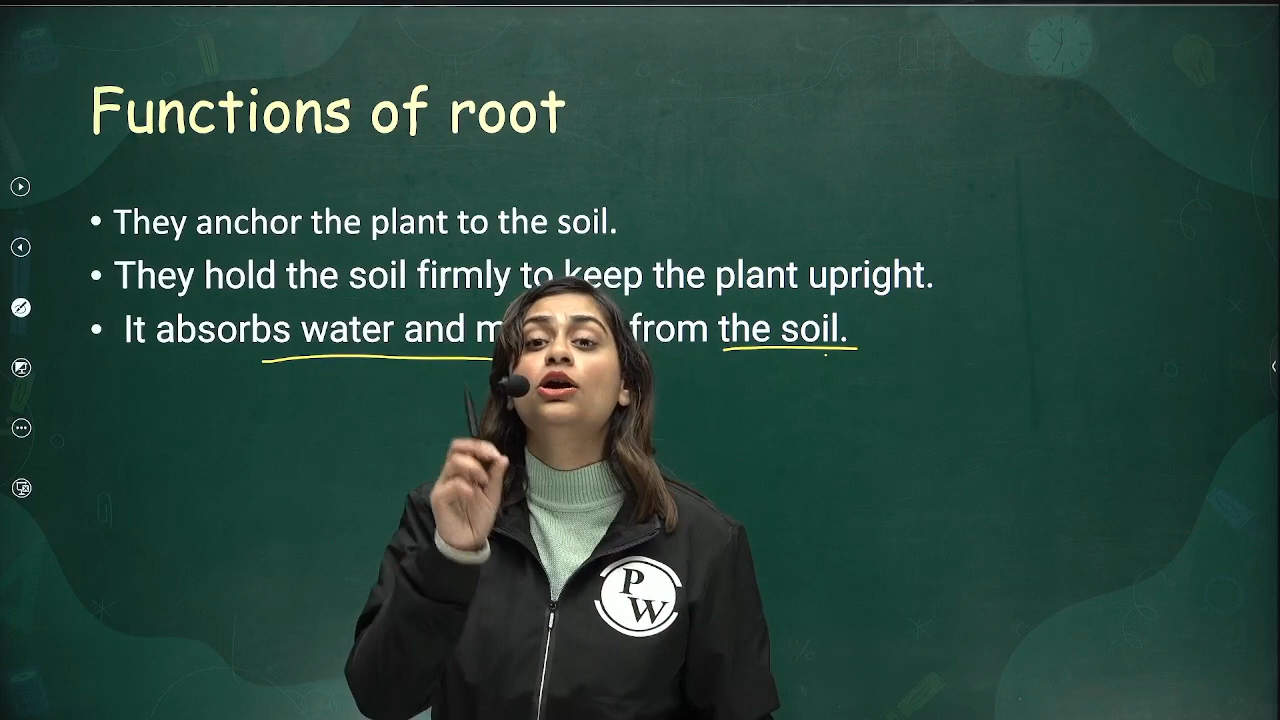 Functions of root
• They anchor the plant to the soil.
• They hold the soil firmly to keep the plant upright.
• It absorbs water and from the soil.
P
W